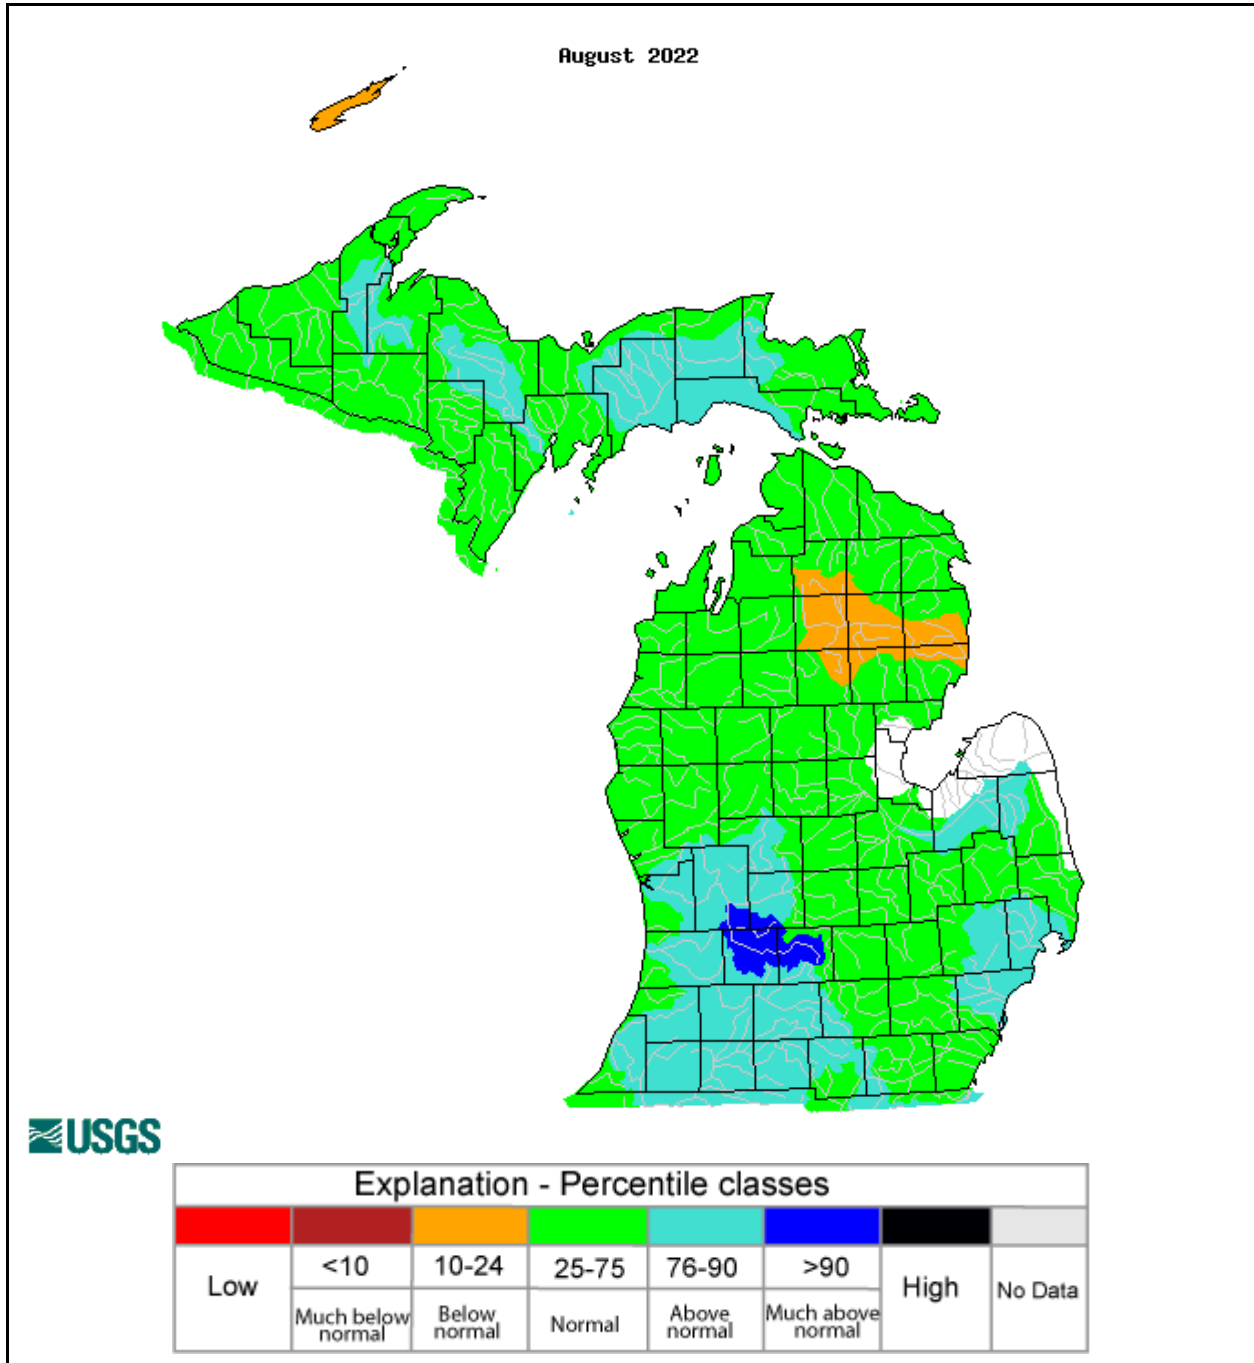 August 2022
USGS
Explanation - Percentile classes
Low
<10
10-24
25-75
76-90
>90
High
No Data
Much below
normal
Below
normal
Normal
Above
normal
Much above
normal